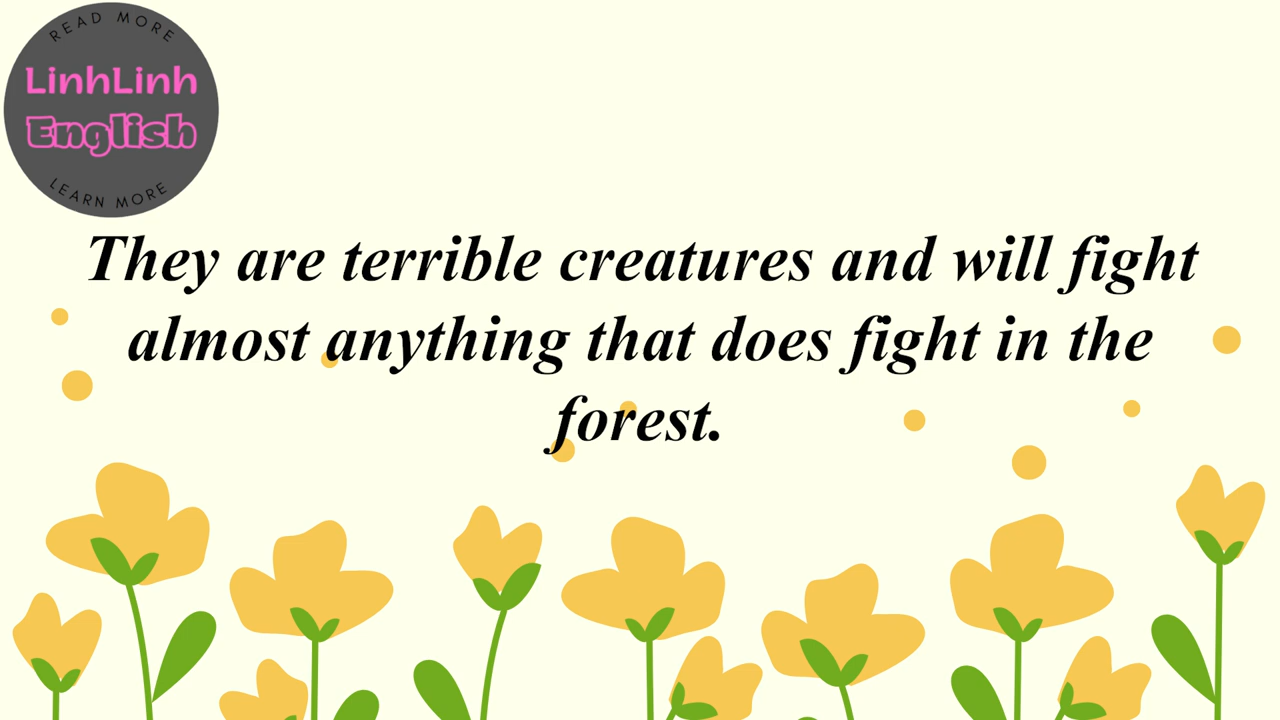 READ MORE
LinhLinh
English
LEARN MORE
They are terrible creatures and will fight
almost anything that does fight in the
forest.